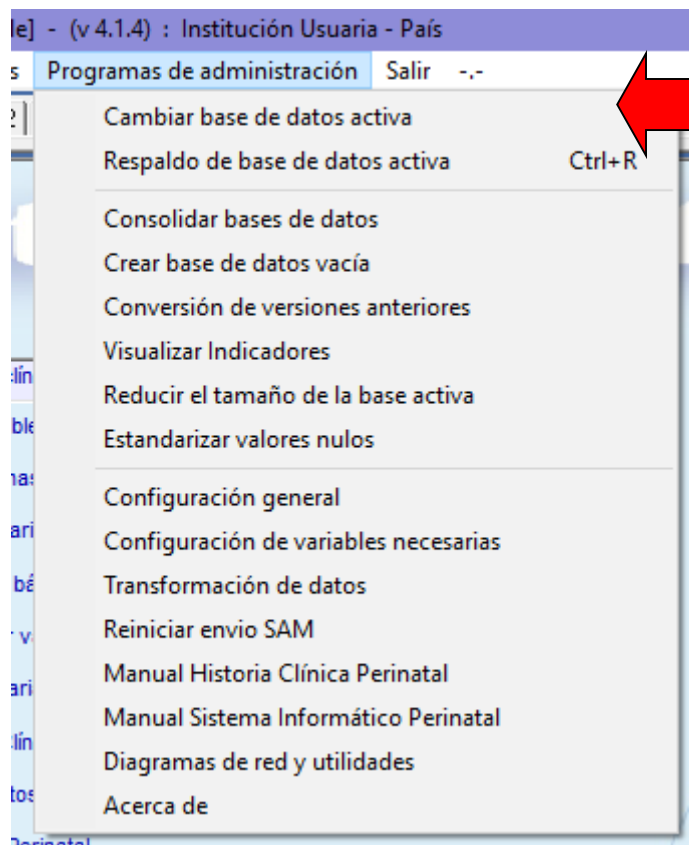 le] - (v 4.1.4) : Institución Usuaria - País
s Programas de administración Salir -.-
Cambiar base de datos activa
Respaldo de base de datos activa Ctrl+R
Consolidar bases de datos
Crear base de datos vacía
Conversión de versiones anteriores
Visualizar Indicadores
Reducir el tamaño de la base activa
Estandarizar valores nulos
Configuración general
Configuración de variables necesarias
Transformación de datos
Reiniciar envio SAM
Manual Historia Clínica Perinatal
Manual Sistema Informático Perinatal
Diagramas de red y utilidades
Acerca de